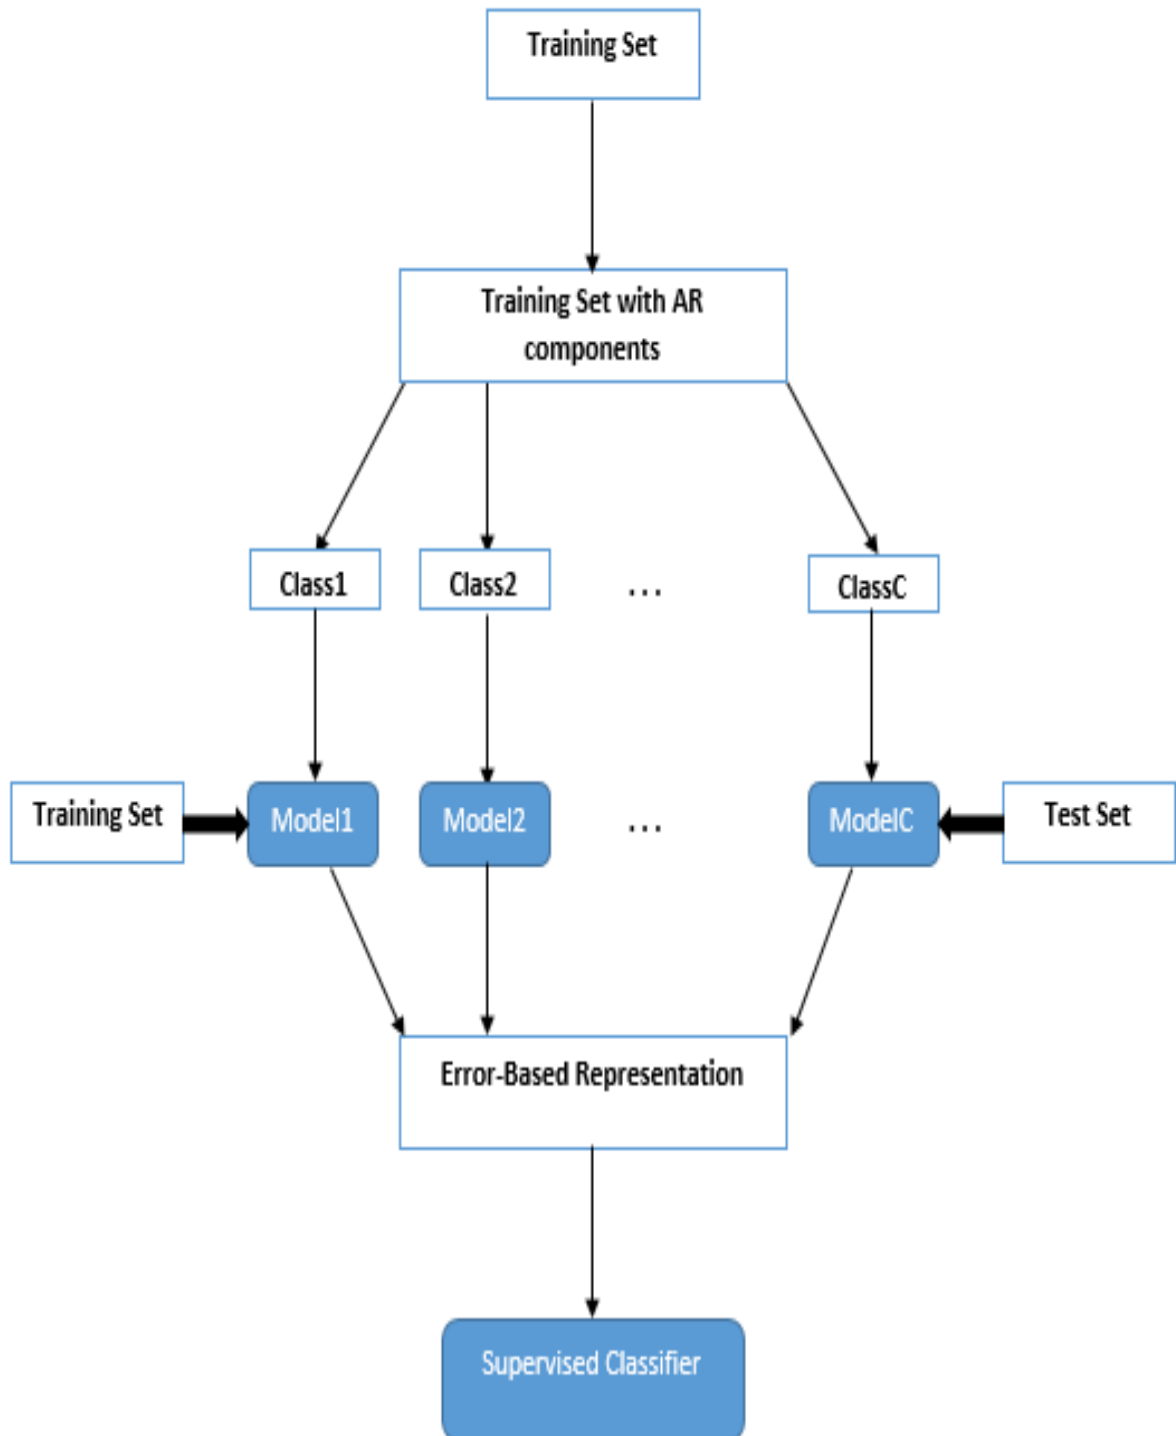 Training Set
Training Set with AR
components
Class1
Class2
...
ClassC
Training Set
Model1
Model2
...
ModelC
Test Set
Error-Based Representation
Supervised Classifier